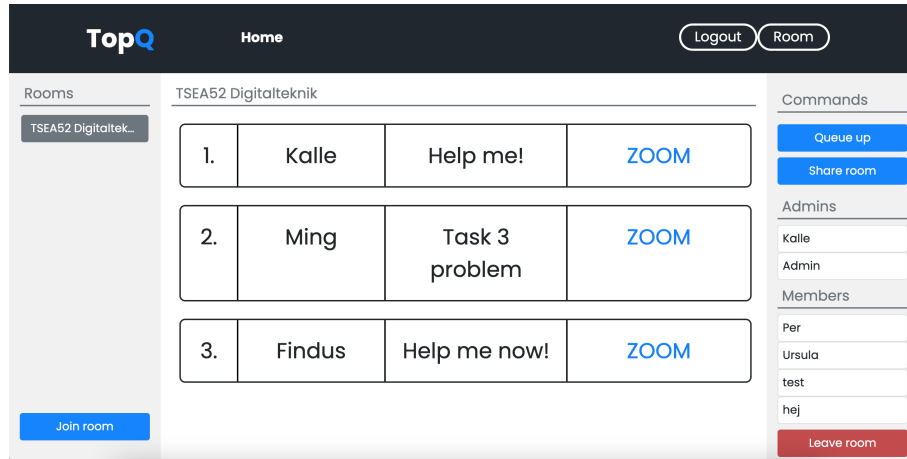 TopQ
Home
Logout
Room
Rooms
TSEA52 Digitaltek...
Join room
TSEA52 Digitalteknik
1. Kalle Help me! ZOOM
2. Ming Task 3 ZOOM
problem
3. Findus Help me now! ZOOM
Commands
Queue up
Share room
Admins
Kalle
Admin
Members
Per
Ursula
test
hej
Leave room